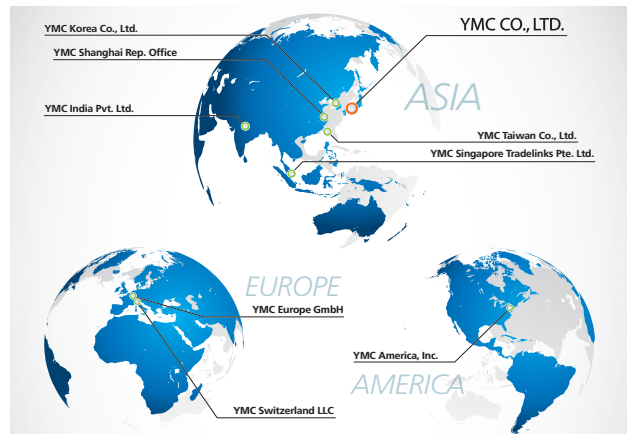 YMC Korea Co., Ltd.
YMC CO., LTD.
YMC Shanghai Rep. Office
ASIA
YMC India Pvt. Ltd.
YMC Taiwan Co., Ltd.
YMC Singapore Tradelinks Pte. Ltd.
EUROPE
YMC Europe GmbH
YMC America, Inc.
AMERICA
YMC Switzerland LLC